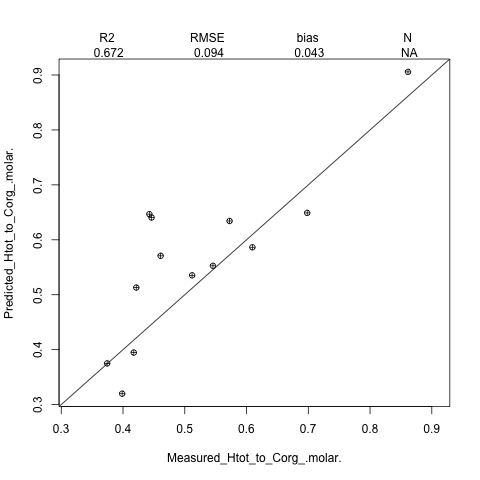 R2 RMSE bias N
0.672 0.094 0.043 NA
Predicted_Htot_to_Corg_.molar.
0.9
0.8
0.7
0.6
0.5
0.4
0.3
0.3 0.4 0.5 0.6 0.7 0.8 0.9
Measured_Htot_to_Corg_.molar.